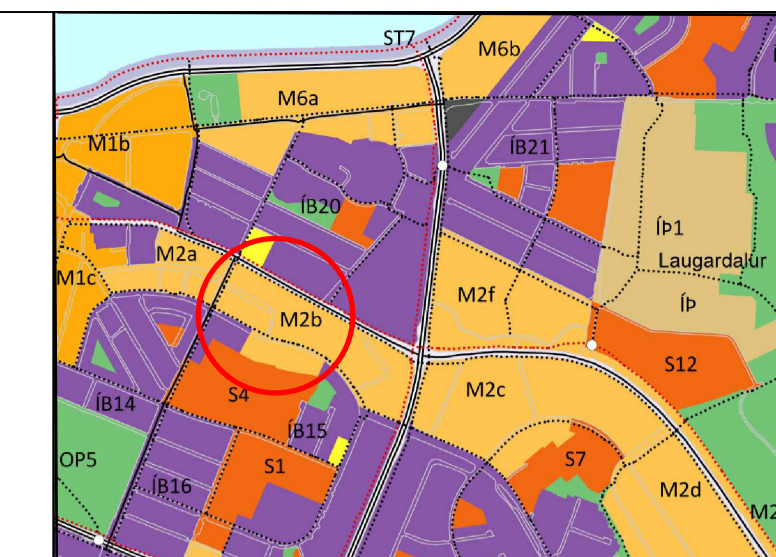 ST7
M6b
M6a
M1b
ÍB21
ÍB20
ÍÞ1
Laugardalur
M2a
M1c
M2f
ÍÞ
M2b
S12
M2c
S4
ÍB14
ÍB15
OP5
S1
S7
ÍB16
M2d
M2